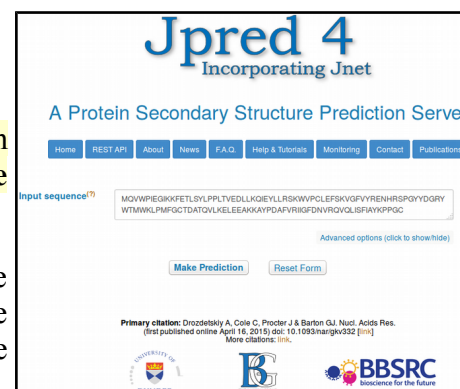 Jpred 4
Incorporating Jnet
A Protein Secondary Structure Prediction Serve
Home REST API About News F.A.Q. Help & Tutorials Monitoring Contact Publications
Input sequence(?)
MQVWPIEGIKKFETLSYLPPLTVEDLLKQIEYLLRSKWVPCLEFSKVGFVYRENHRSPGYYDGRY
WTMWKLPMFGCTDATQVLKELEEAKKAYPDAFVRIIGFDNVRQVQLISFIAYKPPGC
Advanced options (click to show/hide)
Make Prediction Reset Form
Primary citation: Drozdetskiy A, Cole C, Procter J & Barton GJ. Nucl. Acids Res.
(first published online April 16, 2015) doi: 10.1093/nar/gkv332 [link]
More citations: link.
UNIVERSITY OF
BBSRC
bioscience for the future